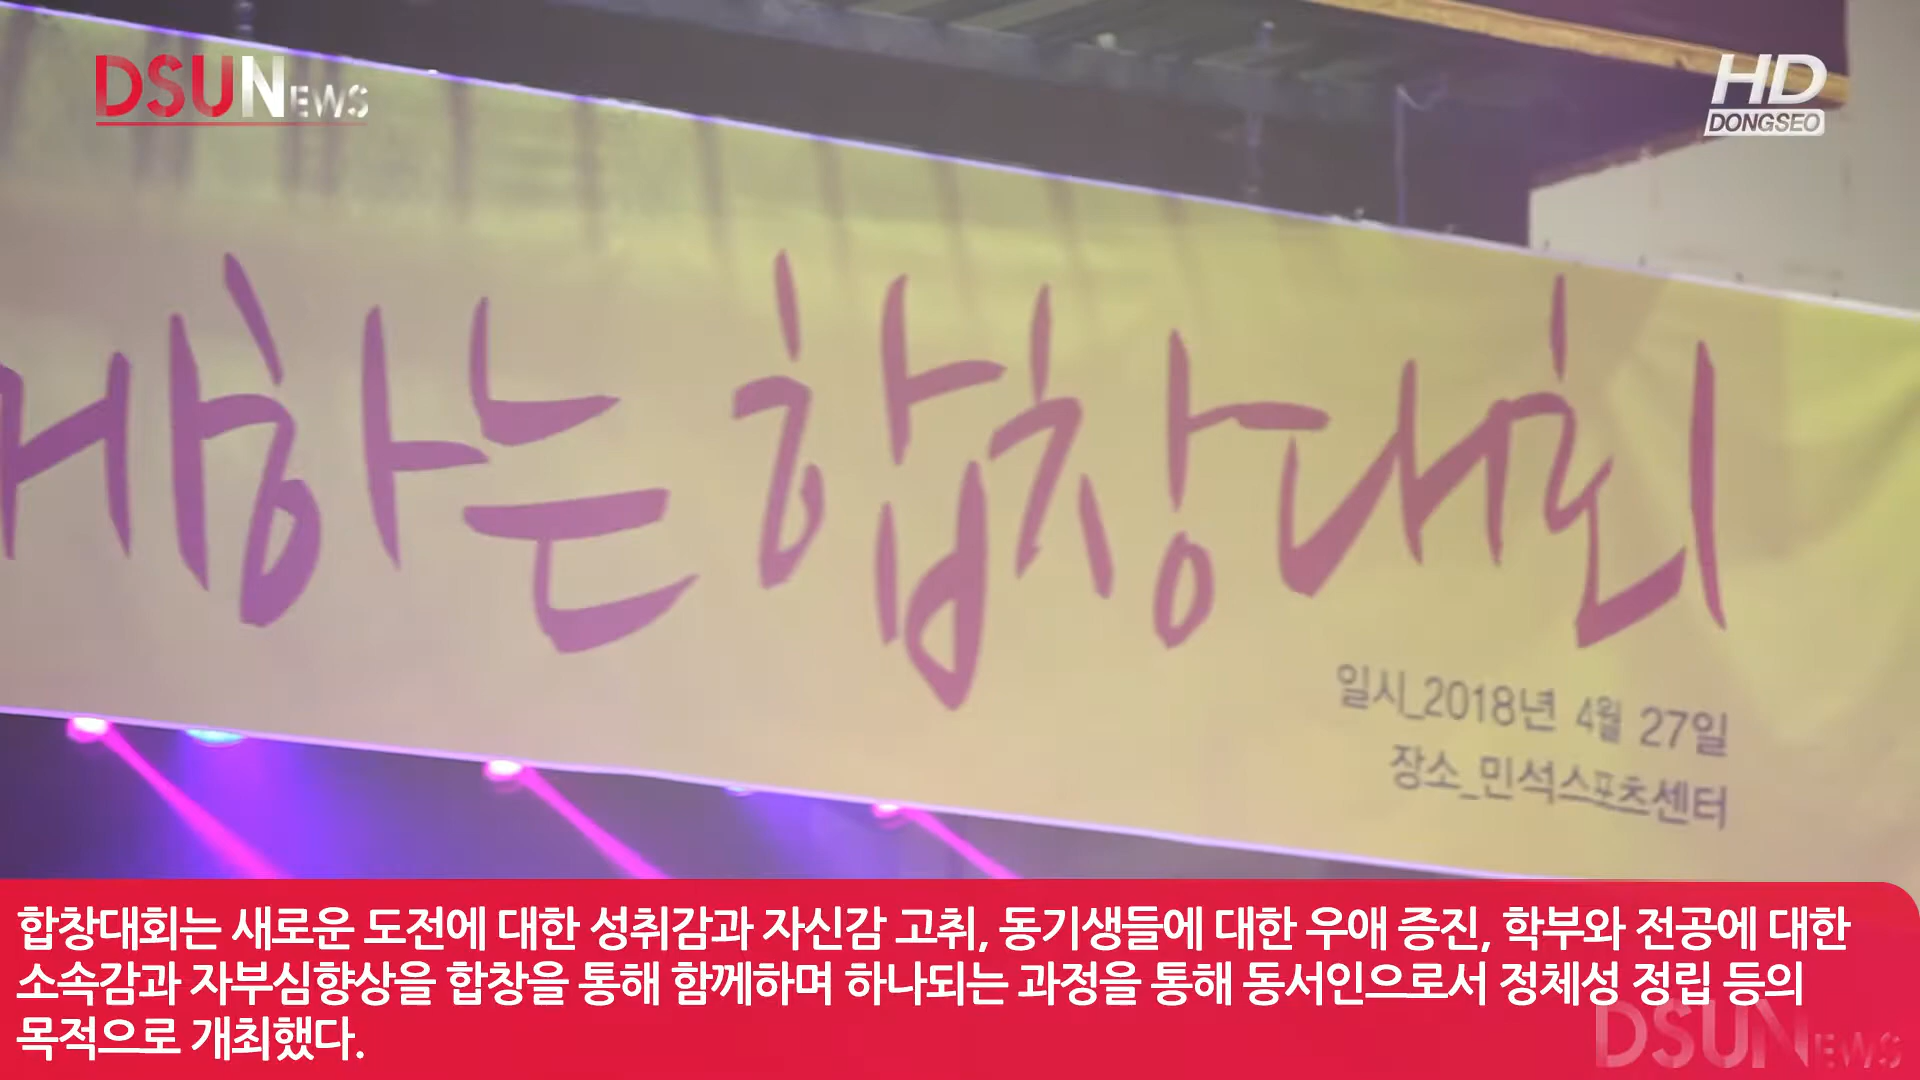 DSUNEWS
HD
DONGSEO
게하는 합창대회
일시_2018년 4월 27일
장소_민석스포츠센터
합창대회는 새로운 도전에 대한 성취감과 자신감 고취, 동기생들에 대한 우애 증진, 학부와 전공에 대한
소속감과 자부심향상을 합창을 통해 함께하며 하나되는 과정을 통해 동서인으로서 정체성 정립 등의
목적으로 개최했다.
DSUNEWS